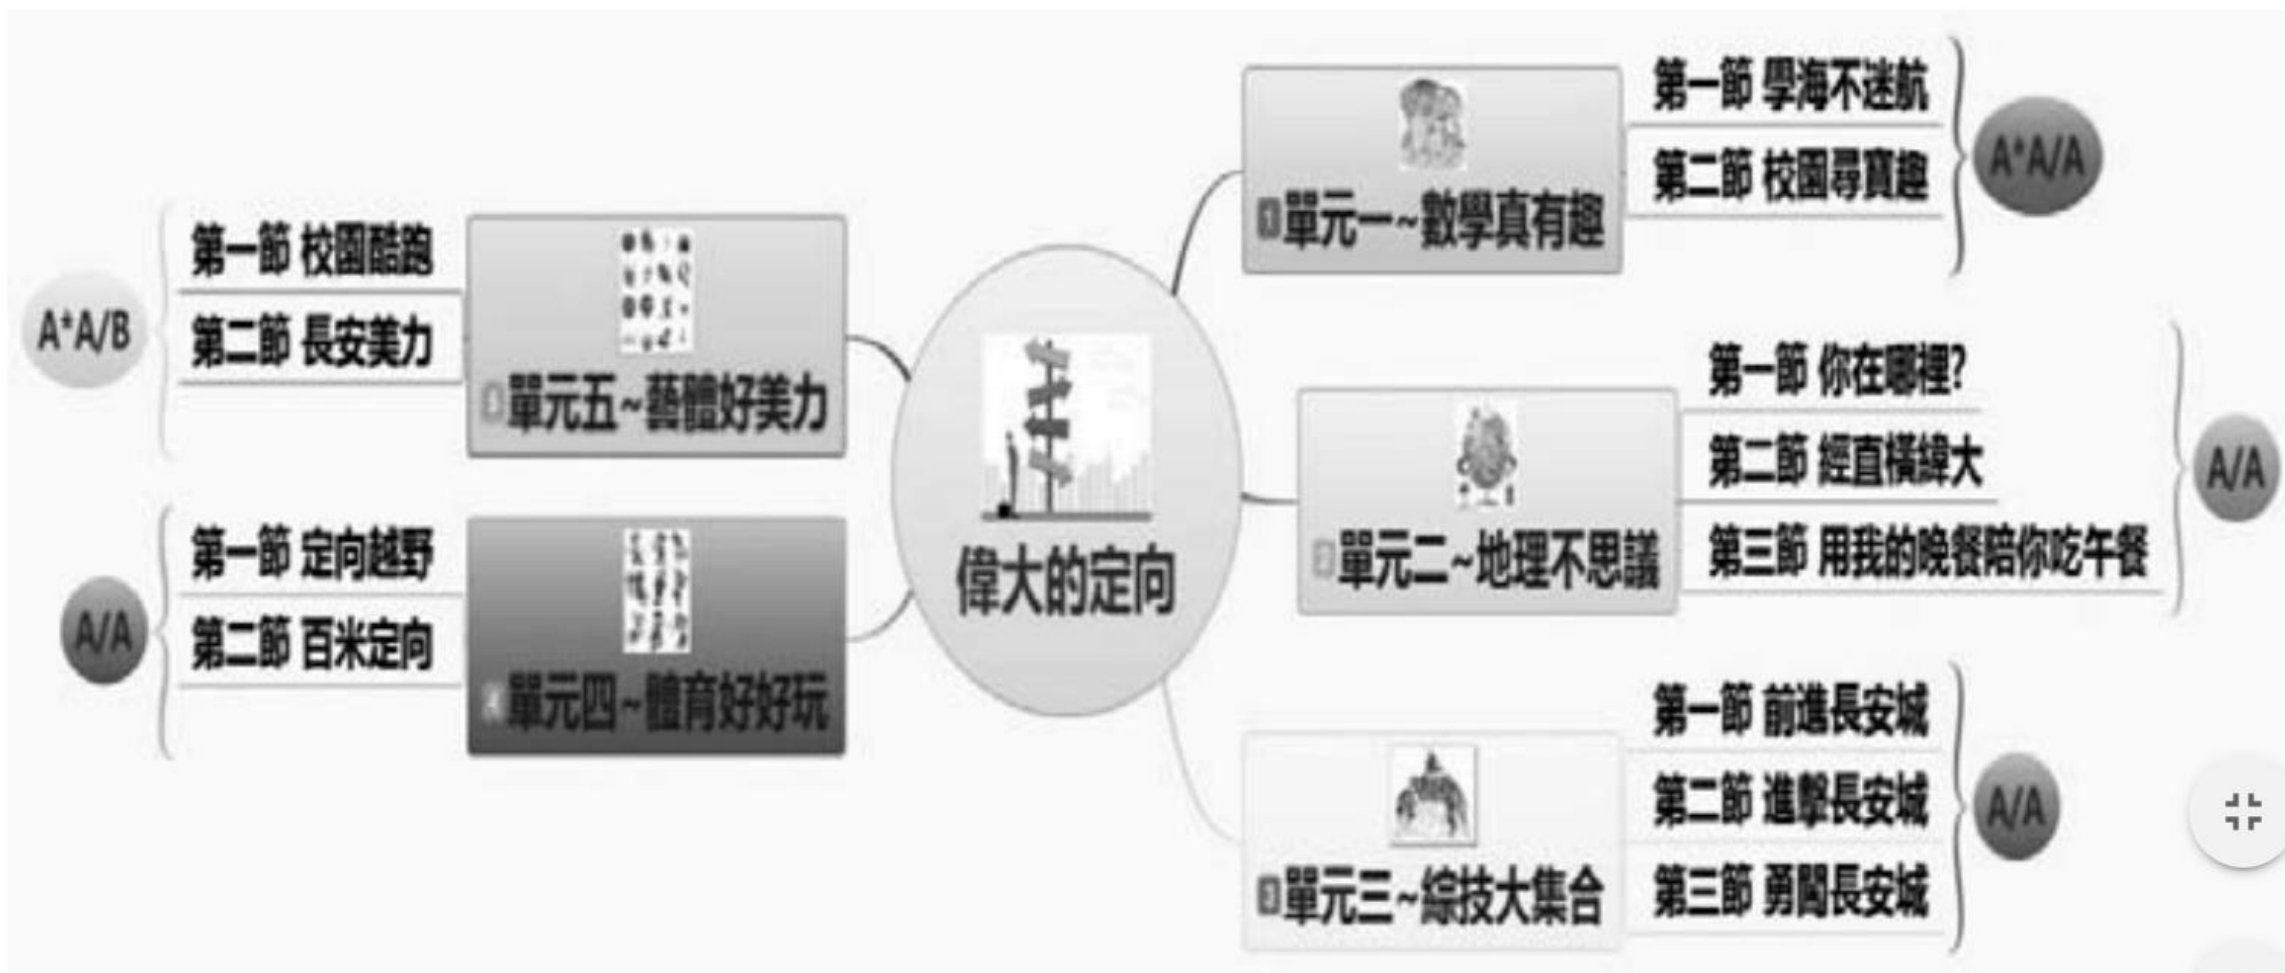 偉大的定向
單元一~數學真有趣
第一節 學海不迷航
第二節 校園尋寶趣
A*A/A
單元二~地理不思議
第一節 你在哪裡?
第二節 經直橫緯大
第三節 用我的晚餐陪你吃午餐
A/A
單元三~綜技大集合
第一節 前進長安城
第二節 進擊長安城
第三節 勇闖長安城
A/A
4 單元四~體育好好玩
第一節 定向越野
第二節 百米定向
A/A
單元五~藝體好美力
第一節 校園酷跑
第二節 長安美力
A*A/B